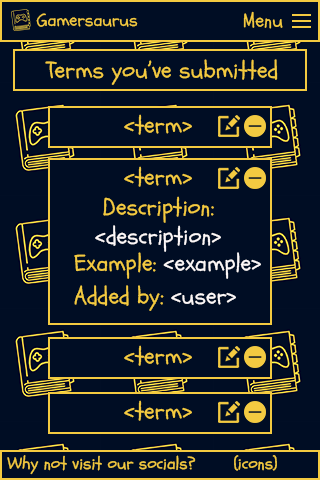 Gamersaurus Menu
Terms you've submitted
<term>
<term>
Description:
<description>
Example: <example>
Added by: <user>
<term>
<term>
Why not visit our socials? (icons)